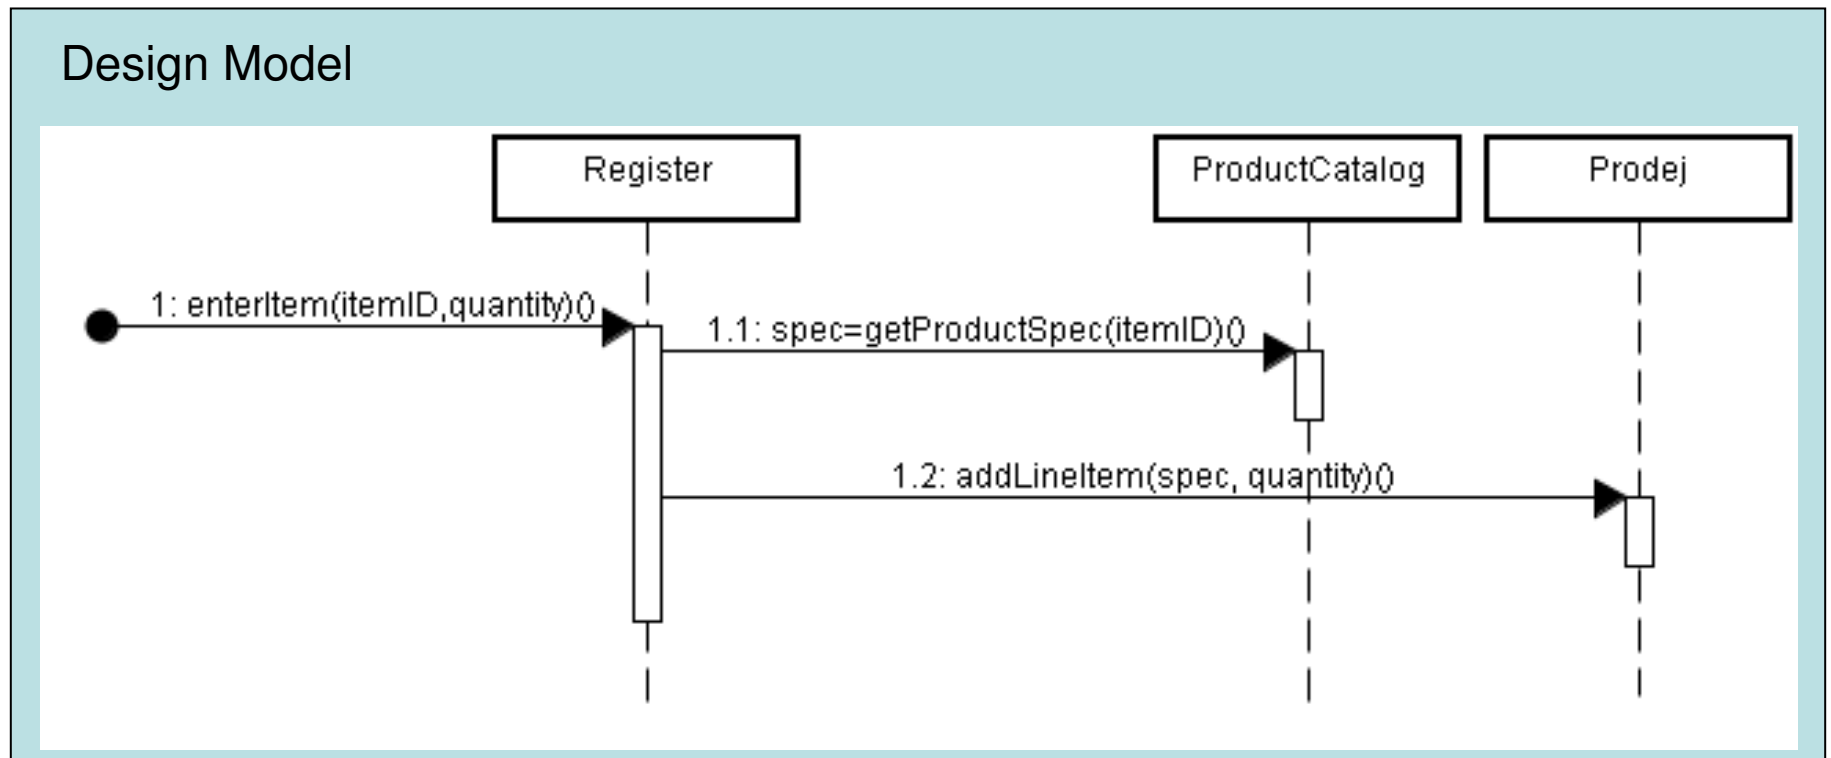 Design Model
Register
ProductCatalog
Prodej
1: enterItem(itemID,quantity)()
1.1: spec=getProductSpec(itemID)()
1.2: addLineItem(spec, quantity)()